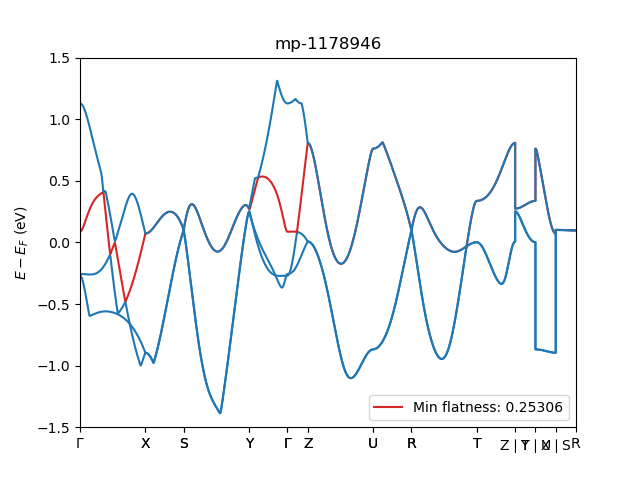 mp-1178946
E − E_F (eV)
1.5
1.0
0.5
0.0
−0.5
−1.0
−1.5
Min flatness: 0.25306
Γ X S Y Γ Z U R T Z | Y | X | S R